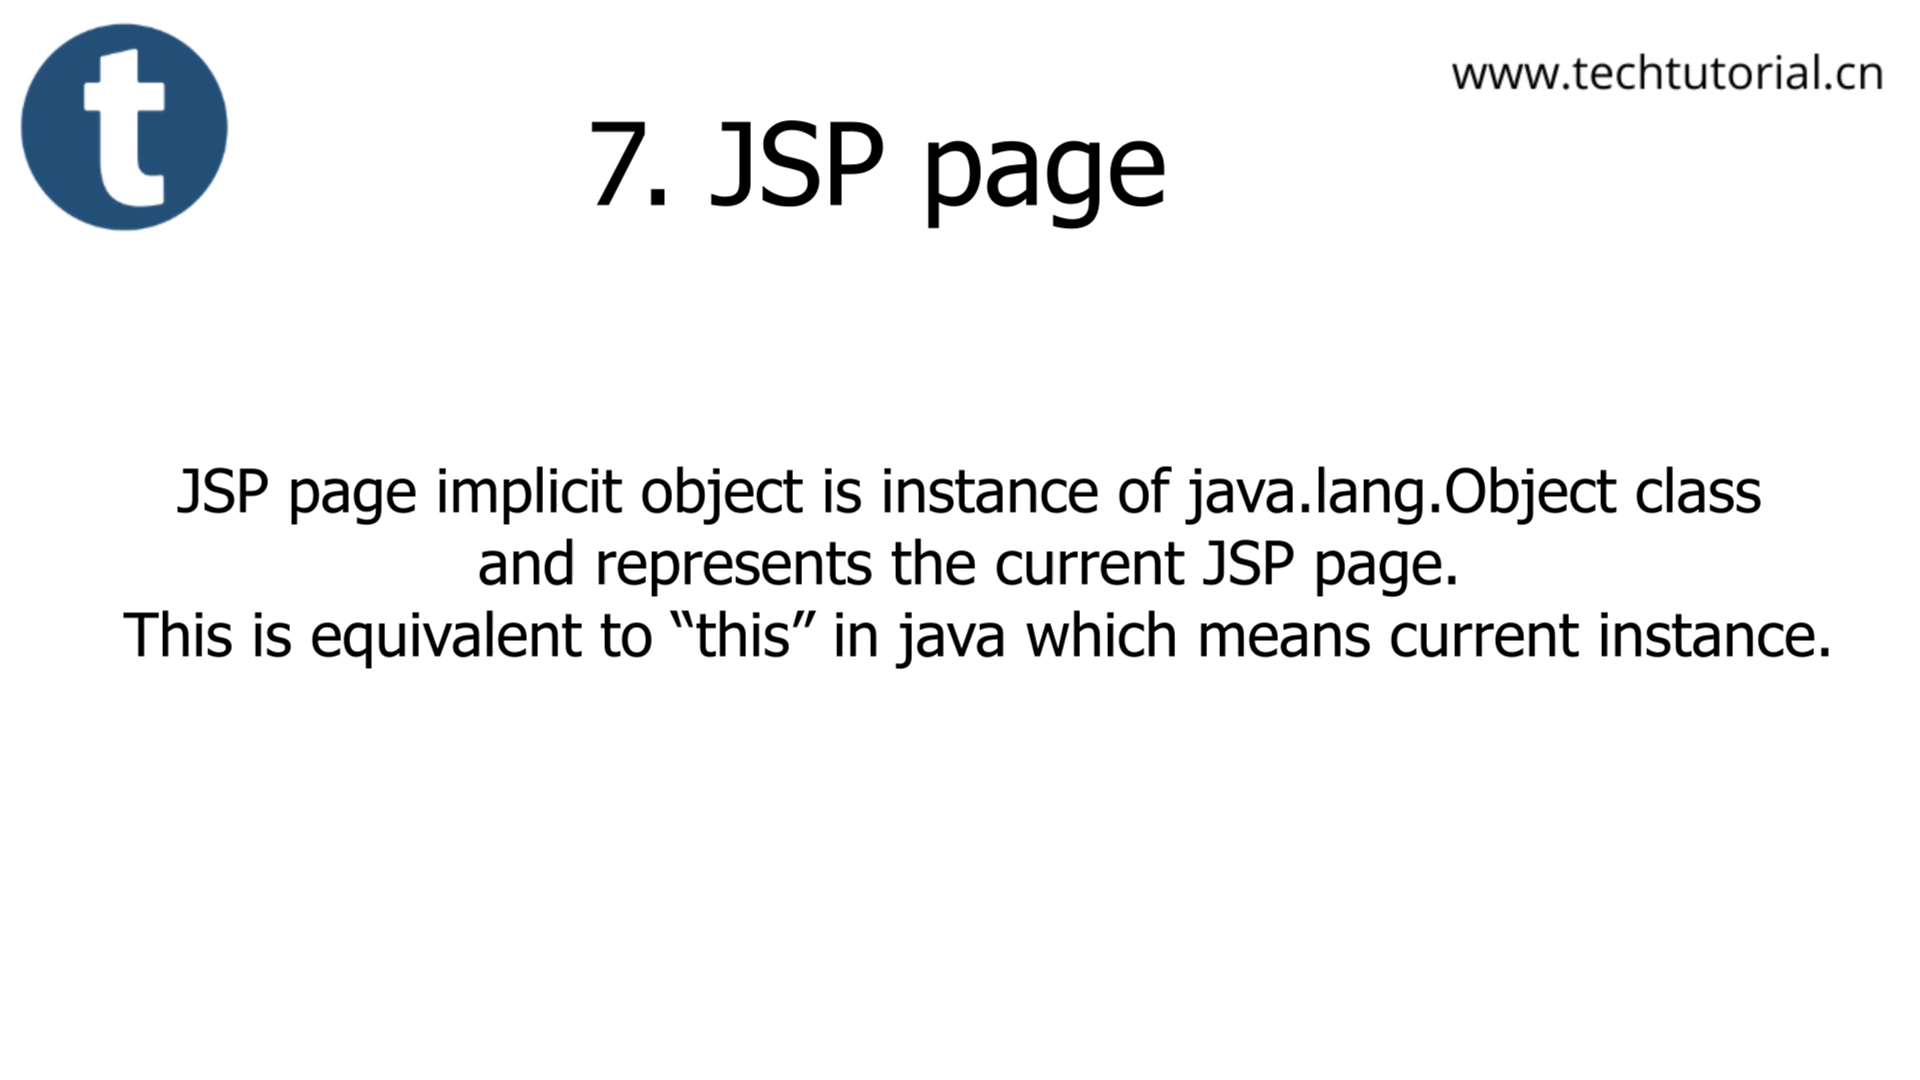 t
www.techtutorial.cn
7. JSP page
JSP page implicit object is instance of java.lang.Object class
and represents the current JSP page.
This is equivalent to “this” in java which means current instance.